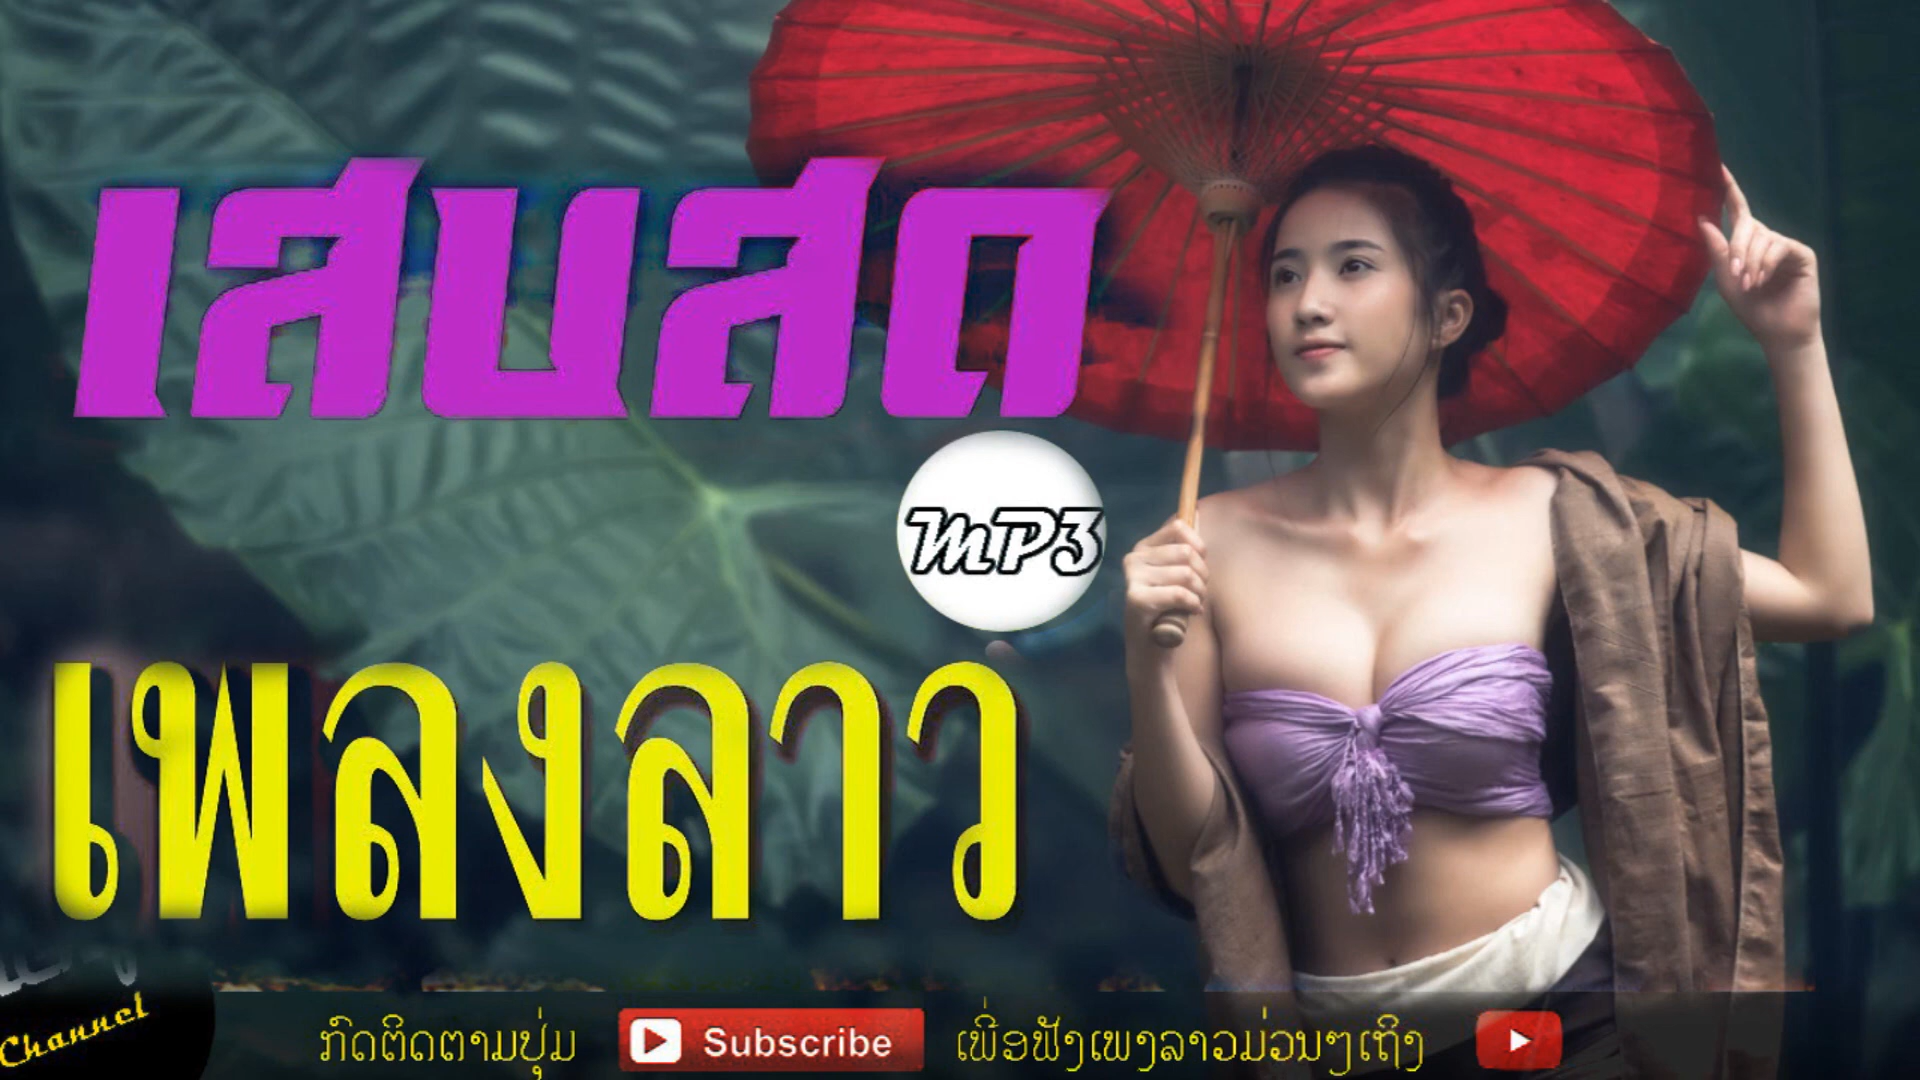 เสบสด
MP3
เพลงลาว
Channel
ກົດຕິດຕາມປຸ່ມ Subscribe ເພື່ອຟັງເພງລາວມ່ວນໆເຖິງ